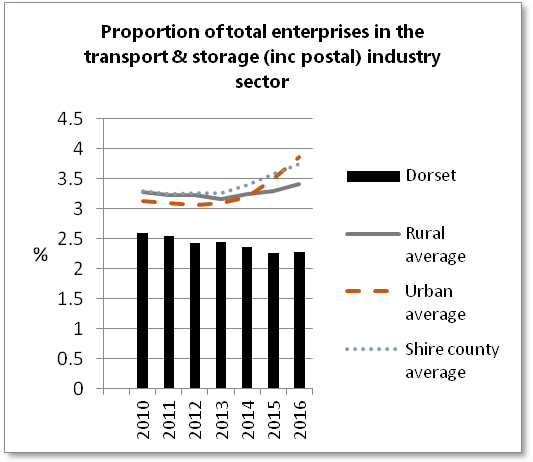 Proportion of total enterprises in the
transport & storage (inc postal) industry
sector
4.5
4
3.5
3
2.5
2
1.5
1
0.5
0
%
2010
2011
2012
2013
2014
2015
2016
Dorset
Rural
average
Urban
average
Shire county
average